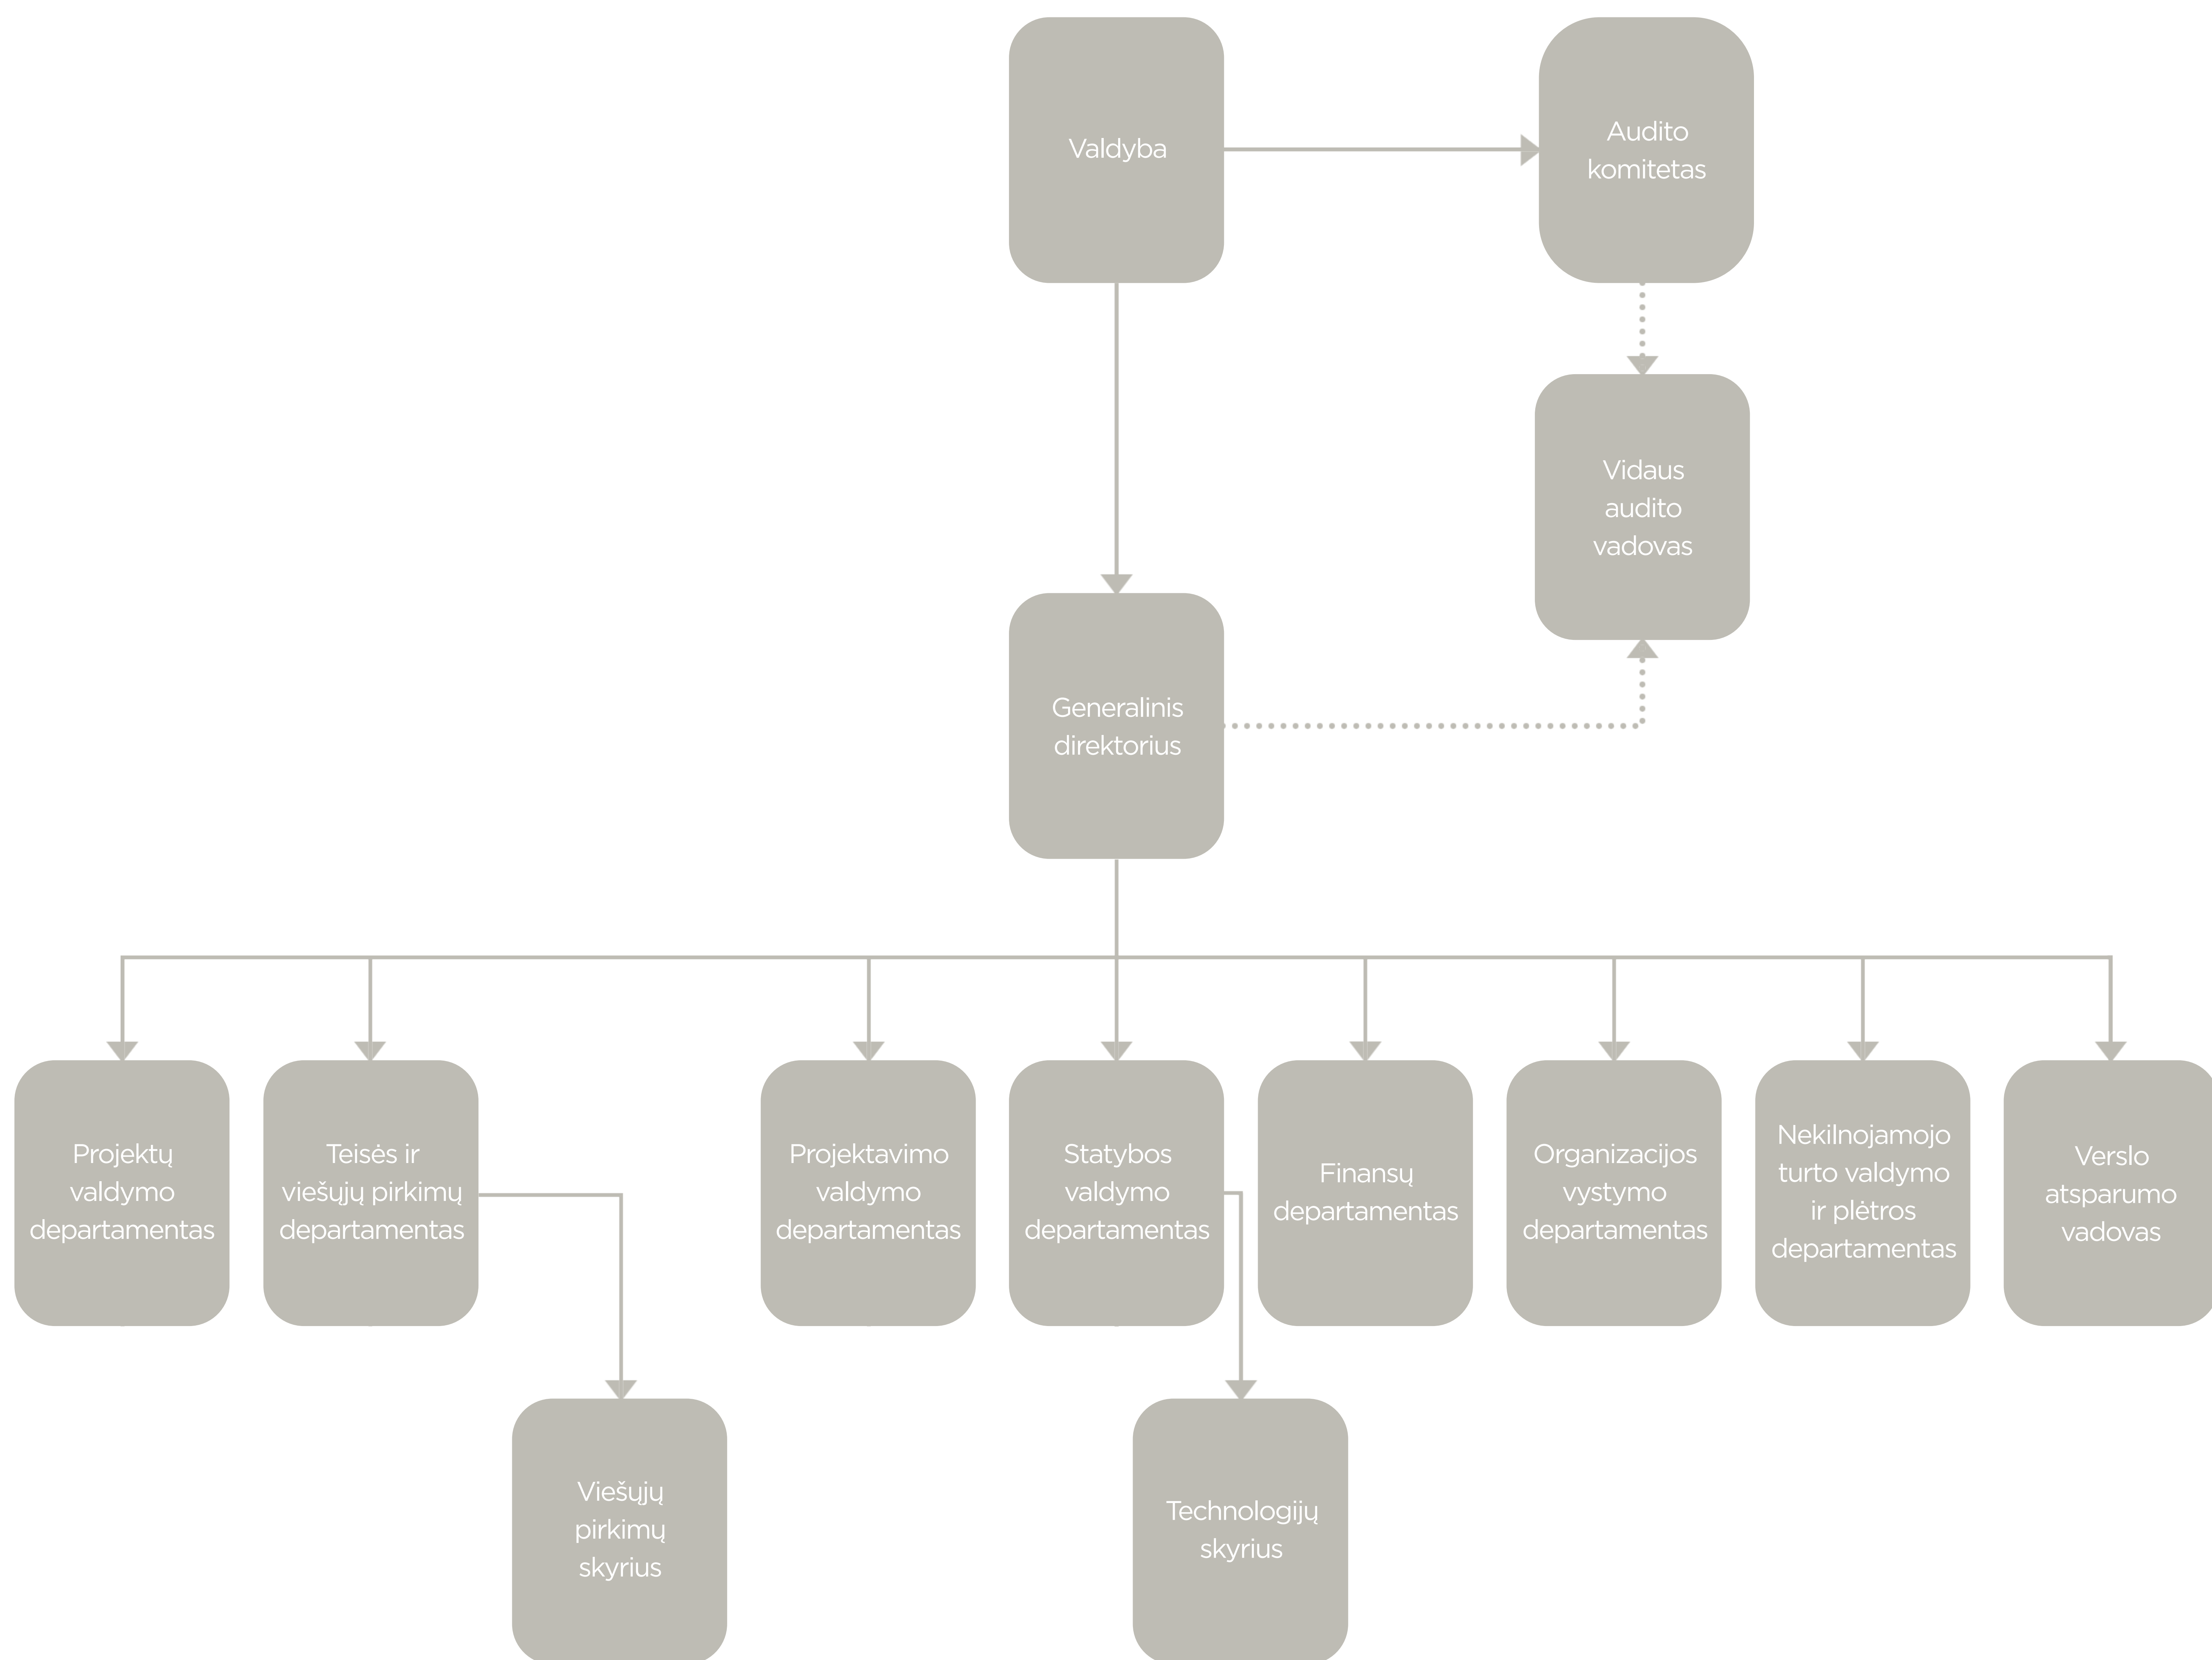 Valdyba
Audito
komitetas
Vidaus
audito
vadovas
Generalinis
direktorius
Projektų
valdymo
departamentas
Teisės ir
viešųjų pirkimų
departamentas
Projektavimo
valdymo
departamentas
Statybos
valdymo
departamentas
Finansų
departamentas
Organizacijos
vystymo
departamentas
Nekilnojamojo
turto valdymo
ir plėtros
departamentas
Verslo
atsparumo
vadovas
Viešųjų
pirkimų
skyrius
Technologijų
skyrius